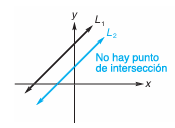 y
L₁
L₂
No hay punto
de intersección
x